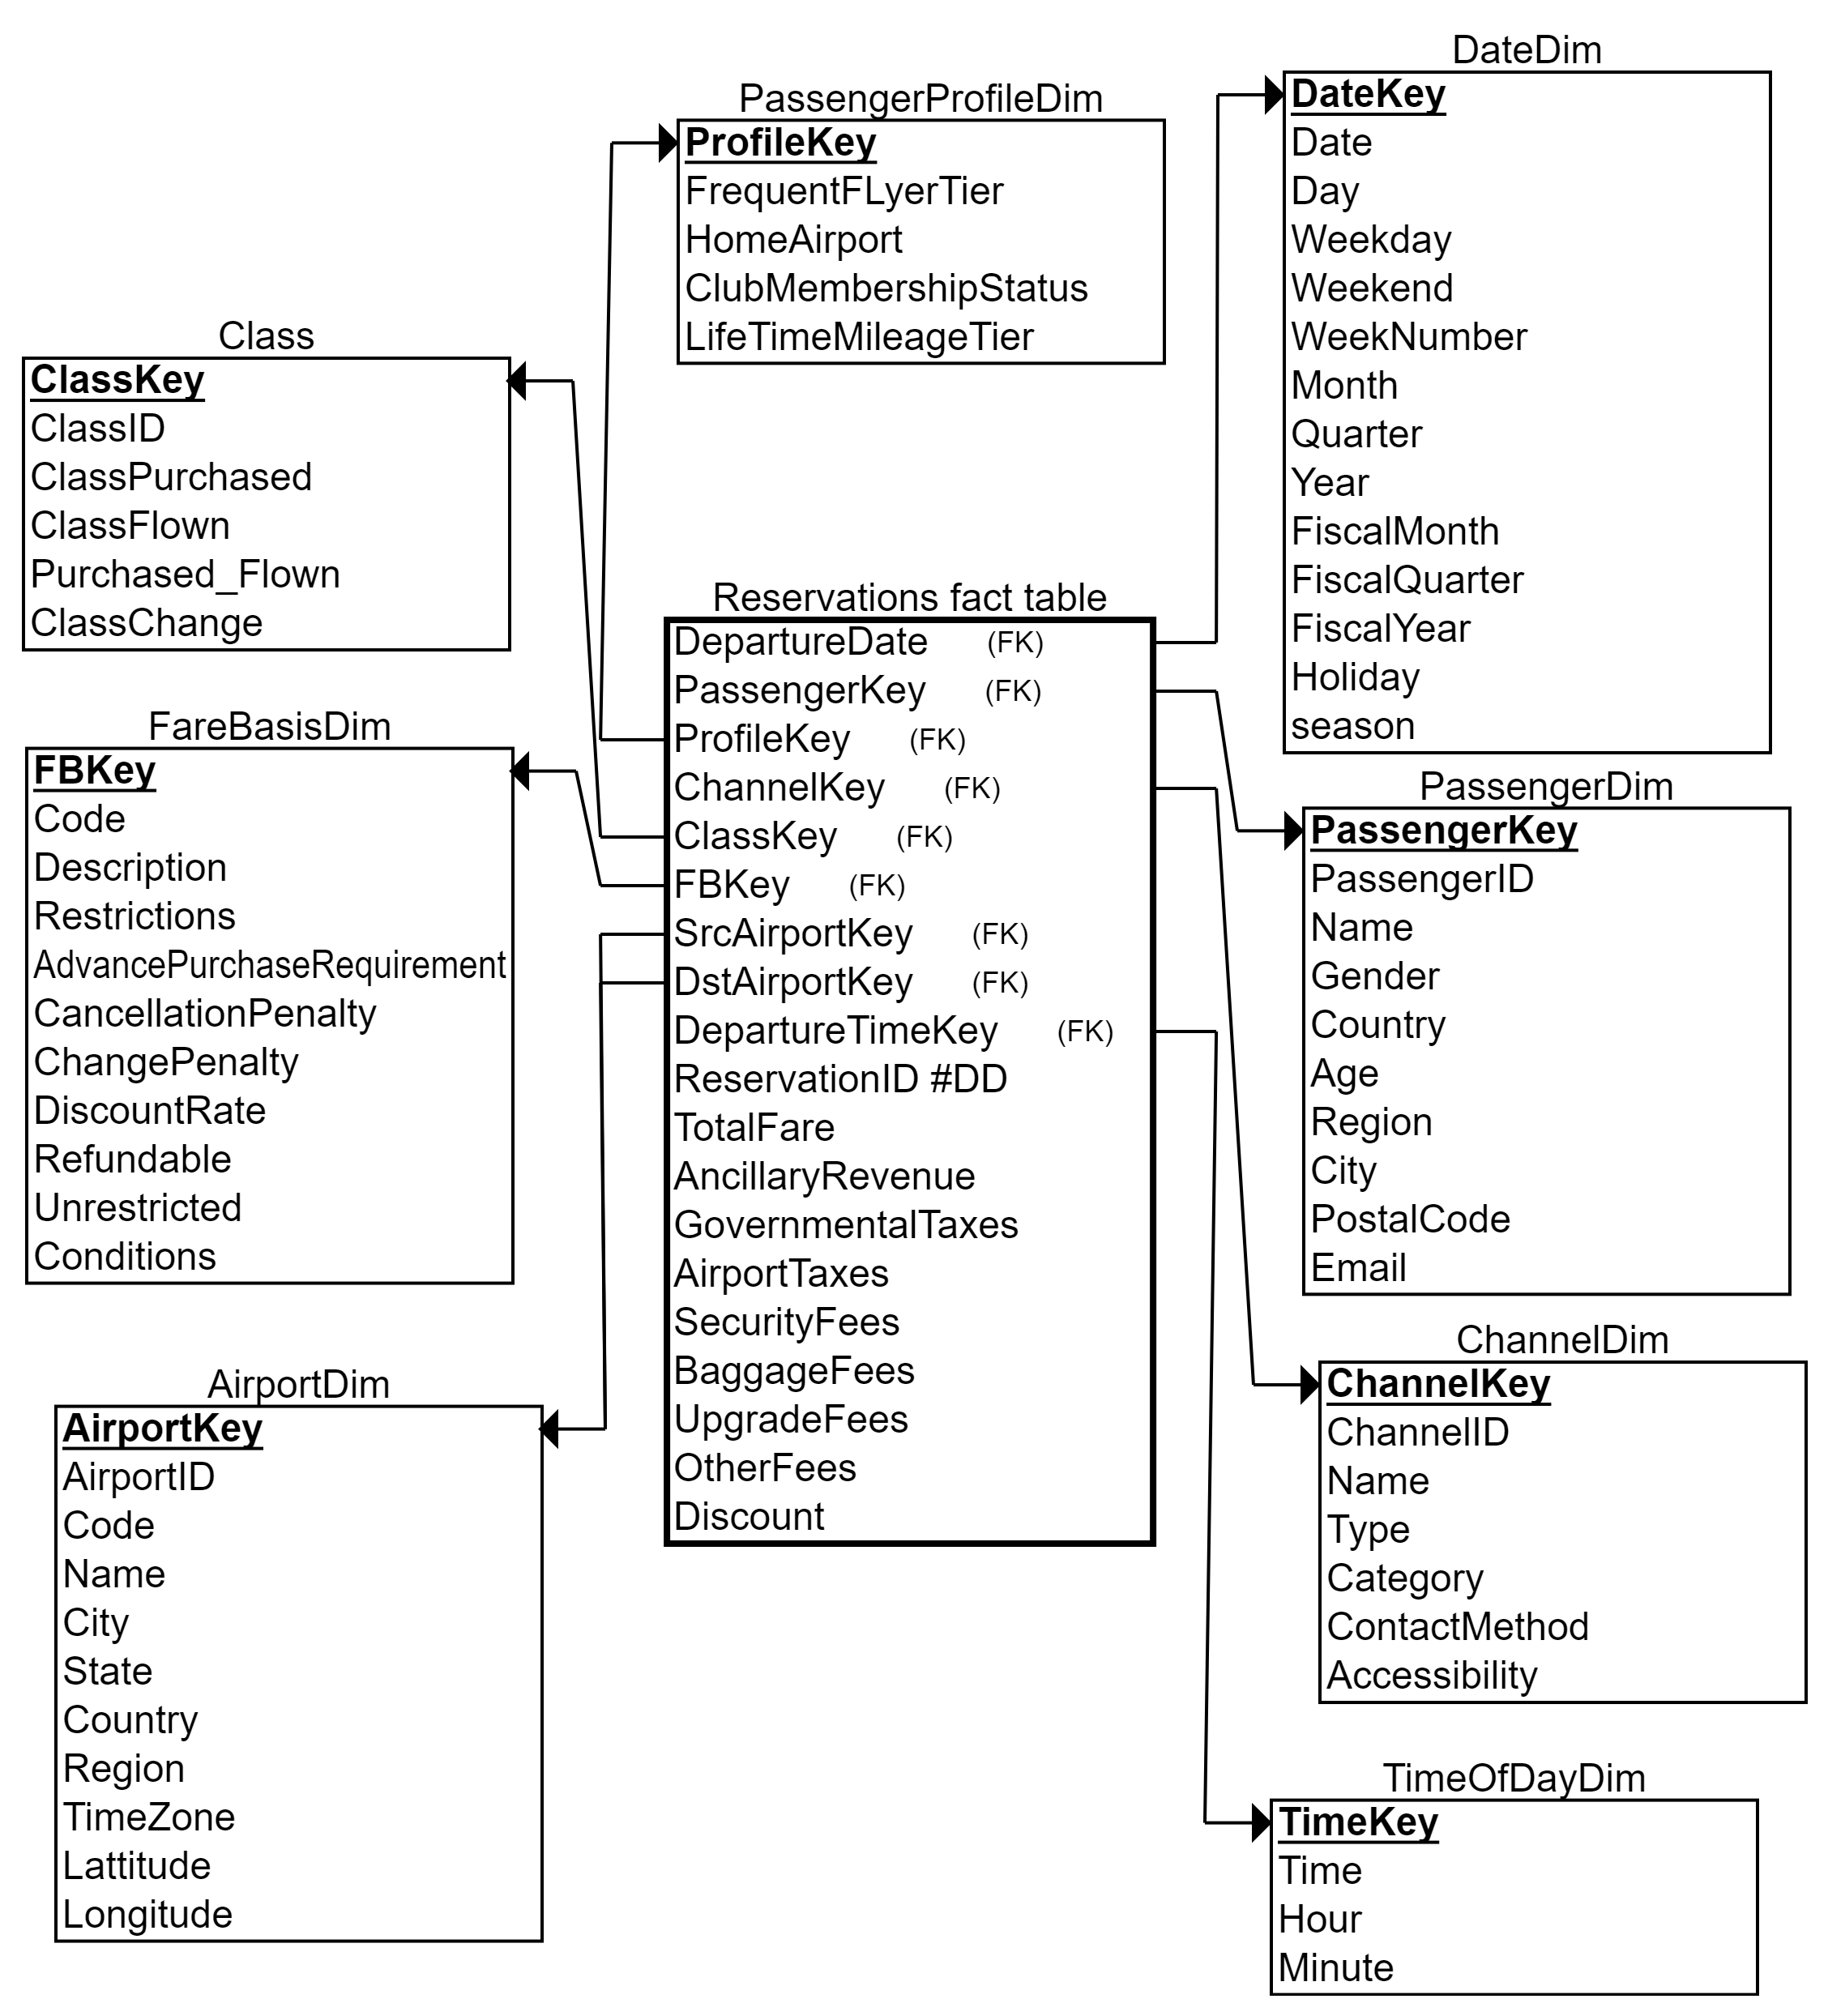 DateDim
DateKey
Date
Day
Weekday
Weekend
WeekNumber
Month
Quarter
Year
FiscalMonth
FiscalQuarter
FiscalYear
Holiday
season
PassengerProfileDim
ProfileKey
FrequentFLyerTier
HomeAirport
ClubMembershipStatus
LifeTimeMileageTier
Class
ClassKey
ClassID
ClassPurchased
ClassFlown
Purchased_Flown
ClassChange
Reservations fact table
DepartureDate (FK)
PassengerKey (FK)
ProfileKey (FK)
ChannelKey (FK)
ClassKey (FK)
FBKey (FK)
SrcAirportKey (FK)
DstAirportKey (FK)
DepartureTimeKey (FK)
ReservationID #DD
TotalFare
AncillaryRevenue
GovernmentalTaxes
AirportTaxes
SecurityFees
BaggageFees
UpgradeFees
OtherFees
Discount
FareBasisDim
FBKey
Code
Description
Restrictions
AdvancePurchaseRequirement
CancellationPenalty
ChangePenalty
DiscountRate
Refundable
Unrestricted
Conditions
PassengerDim
PassengerKey
PassengerID
Name
Gender
Country
Age
Region
City
PostalCode
Email
AirportDim
AirportKey
AirportID
Code
Name
City
State
Country
Region
TimeZone
Lattitude
Longitude
ChannelDim
ChannelKey
ChannelID
Name
Type
Category
ContactMethod
Accessibility
TimeOfDayDim
TimeKey
Time
Hour
Minute